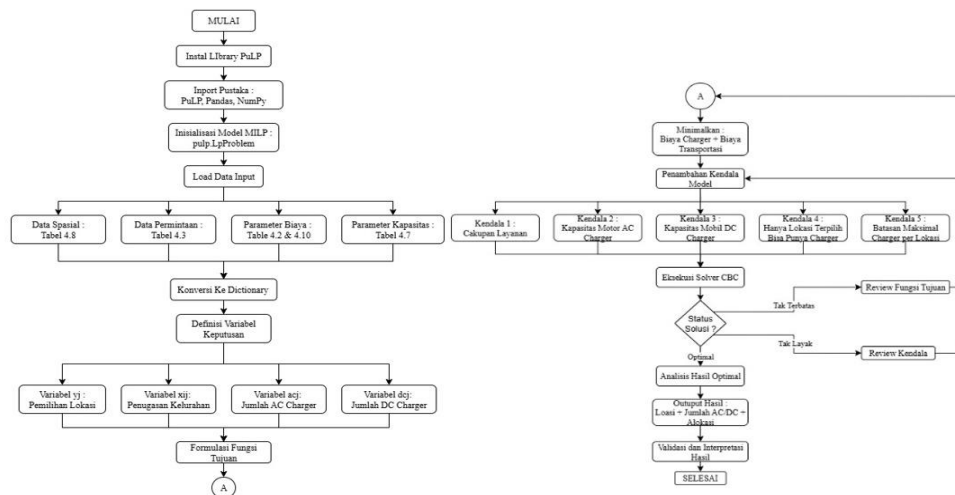 MULAI
Instal LIbrary PuLP
Inport Pustaka :
PuLP, Pandas, NumPy
Inisialisasi Model MILP :
pulp.LpProblem
Load Data Input
Data Spasial :
Tabel 4.8
Data Permintaan :
Tabel 4.3
Parameter Biaya :
Table 4.2 & 4.10
Parameter Kapasitas :
Tabel 4.7
Konversi Ke Dictionary
Definisi Variabel
Keputusan
Variabel yj :
Pemilihan Lokasi
Variabel xij:
Penugasan Kelurahan
Variabel acj:
Jumlah AC Charger
Variabel dcj:
Jumlah DC Charger
Formulasi Fungsi
Tujuan
A
A
Minimalkan :
Biaya Charger + Biaya
Transportasi
Penambahan Kendala
Model
Kendala 1 :
Cakupan Layanan
Kendala 2 :
Kapasitas Motor AC
Charger
Kendala 3 :
Kapasitas Mobil DC
Charger
Kendala 4 :
Hanya Lokasi Terpilih
Bisa Punya Charger
Kendala 5 :
Batasan Maksimal
Charger per Lokasi
Eksekusi Solver CBC
Status
Solusi ?
Tak Terbatas
Review Fungsi Tujuan
Tak Layak
Review Kendala
Optimal
Analisis Hasil Optimal
Outuput Hasil :
Loasi + Jumlah AC/DC +
Alokasi
Validasi dan Interpretasi
Hasil
SELESAI